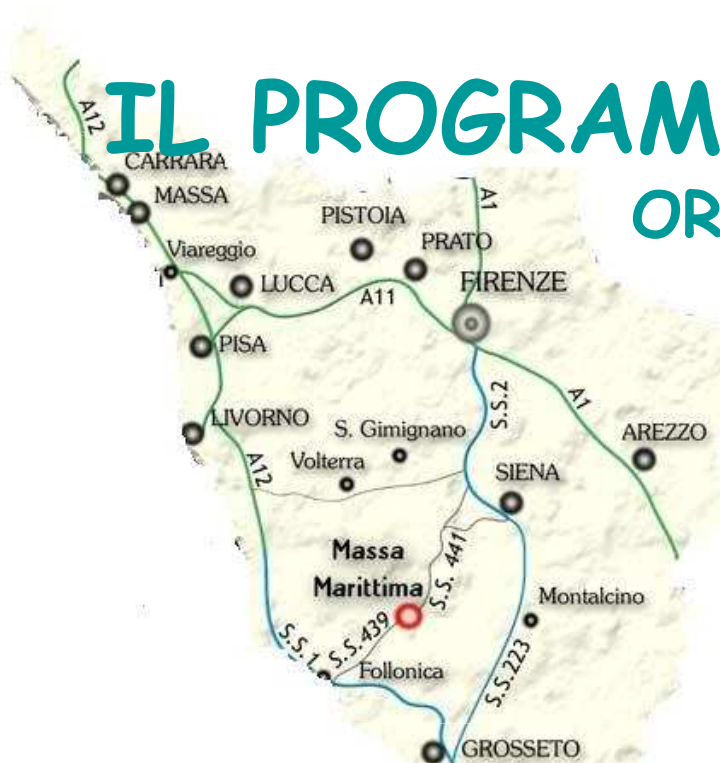 IL PROGRAM
OR
A12
CARRARA
MASSA
A1
PISTOIA
PRATO
Viareggio
1
LUCCA
A11
FIRENZE
PISA
S.S.2
A1
LIVORNO
S. Gimignano
AREZZO
A12
Volterra
SIENA
S.S. 441
Massa
Marittima
Montalcino
S.S.1
S.S.439
Follonica
S.S.223
GROSSETO